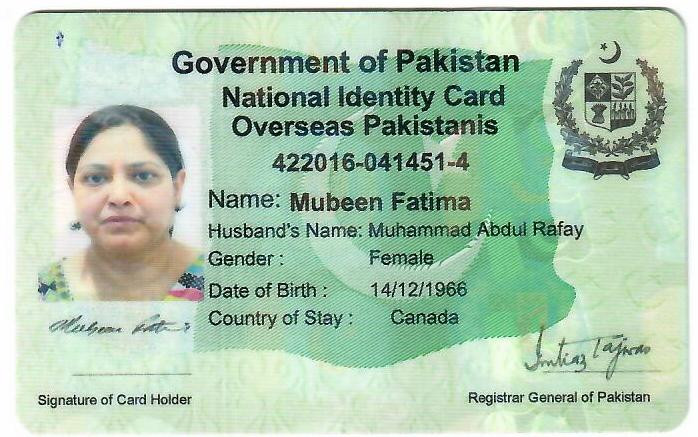 Government of Pakistan
National Identity Card
Overseas Pakistanis
422016-041451-4
Name: Mubeen Fatima
Husband's Name: Muhammad Abdul Rafay
Gender : Female
Date of Birth : 14/12/1966
Country of Stay : Canada
Mubeen Fatima
Imtiaz Tajwar
Signature of Card Holder
Registrar General of Pakistan